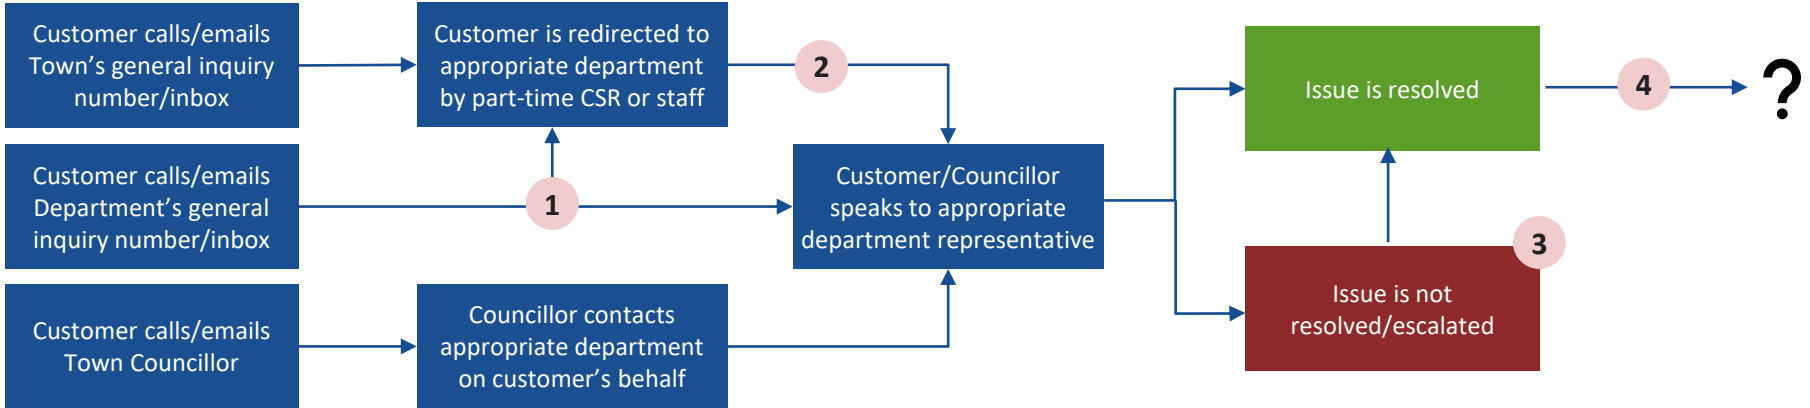 Customer calls/emails
Town’s general inquiry
number/inbox
Customer is redirected to
appropriate department
by part-time CSR or staff
2
Issue is resolved
4
?
Customer calls/emails
Department’s general
inquiry number/inbox
1
Customer/Councillor
speaks to appropriate
department representative
3
Issue is not
resolved/escalated
Customer calls/emails
Town Councillor
Councillor contacts
appropriate department
on customer’s behalf